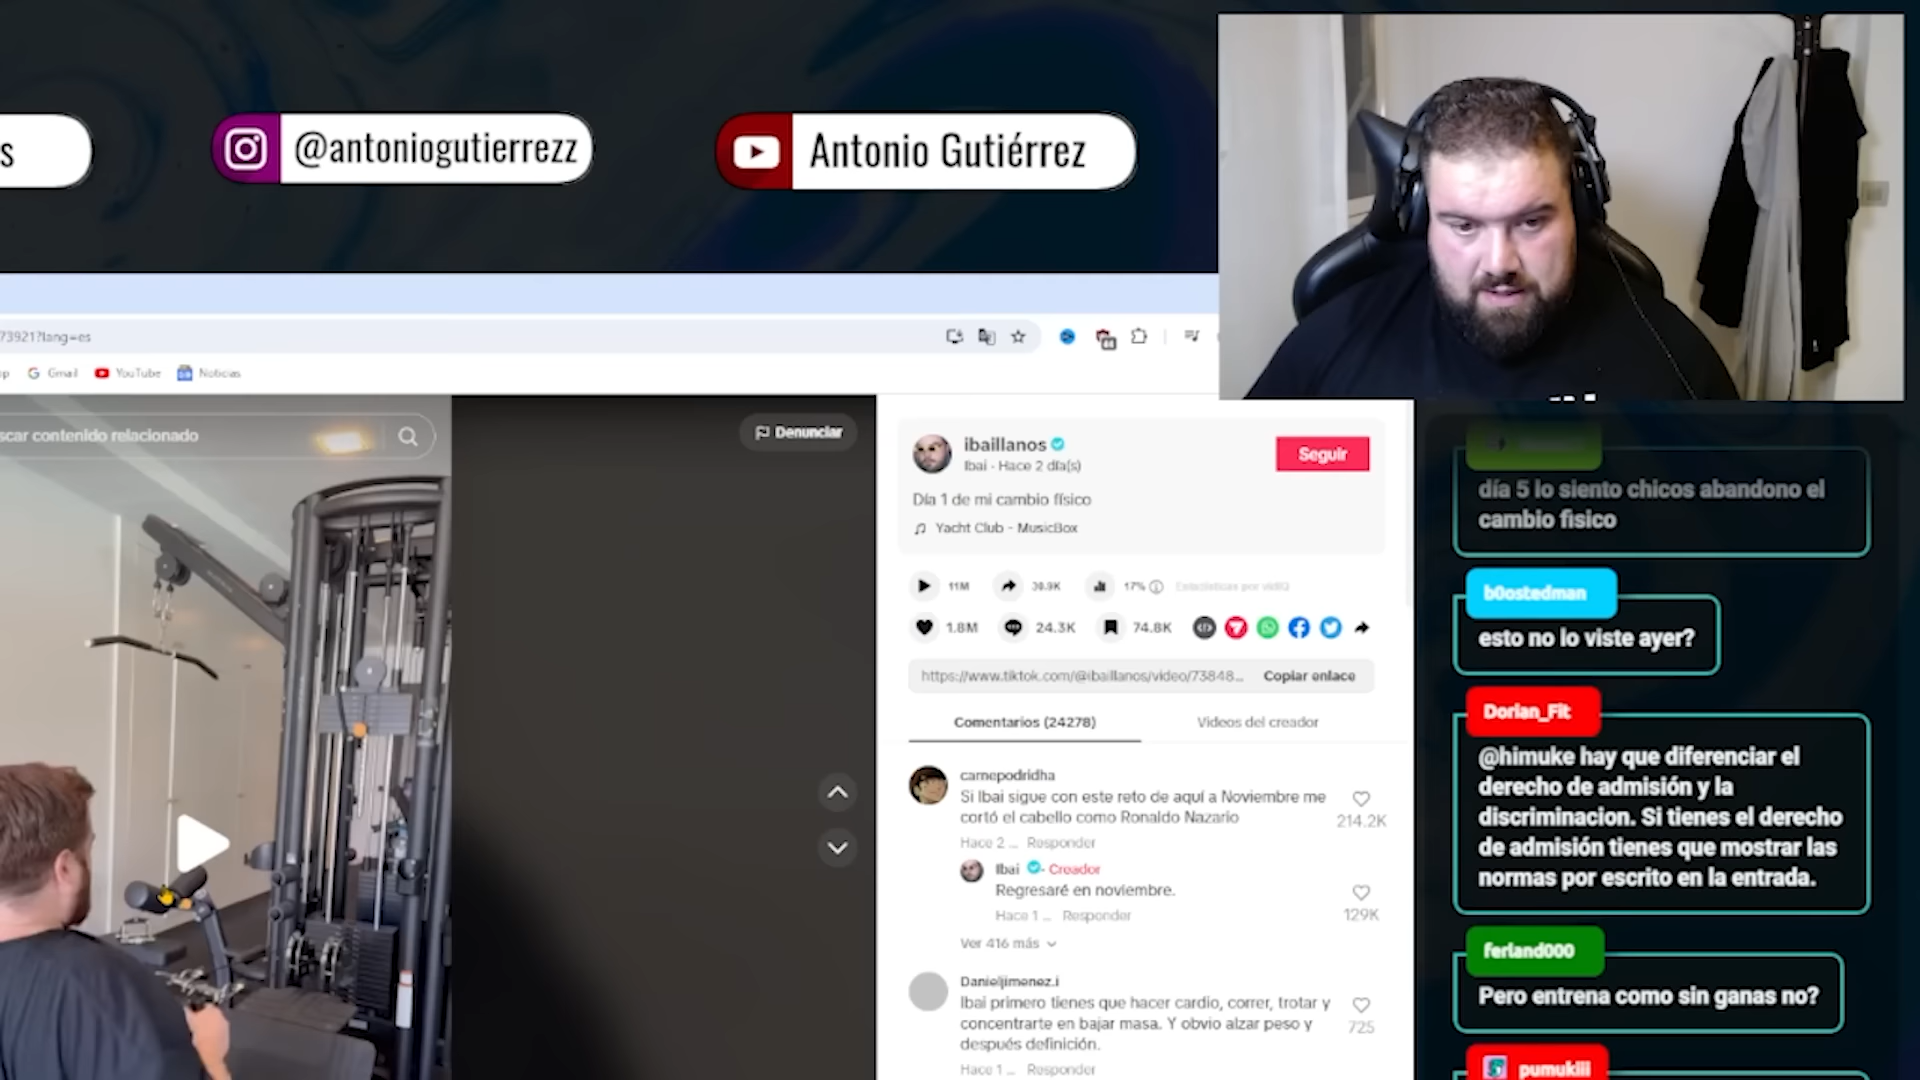 s
@antoniogutierrezz
Antonio Gutiérrez
73921?lang=es
Gmail
YouTube
Noticias
scar contenido relacionado
Denunciar
ibaillanos
Ibai · Hace 2 día(s)
Seguir
Día 1 de mi cambio físico
Yacht Club - MusicBox
11M
17%
Estadísticas por vidIQ
1.8M
24.3K
74.8K
https://www.tiktok.com/@ibaillanos/video/73848...
Copiar enlace
Comentarios (24278)
Videos del creador
carnepodridha
Si Ibai sigue con este reto de aquí a Noviembre me
cortó el cabello como Ronaldo Nazario
214.2K
Hace 2 ... Responder
Ibai · Creador
Regresaré en noviembre.
Hace 1 ... Responder
129K
Ver 416 más
Danieljimenez.i
Ibai primero tienes que hacer cardio, correr, trotar y
concentrarte en bajar masa. Y obvio alzar peso y
después definición.
725
Hace 1 ... Responder
día 5 lo siento chicos abandono el
cambio fisico
b0ostedman
esto no lo viste ayer?
Dorian_Fit
@himuke hay que diferenciar el
derecho de admisión y la
discriminacion. Si tienes el derecho
de admisión tienes que mostrar las
normas por escrito en la entrada.
ferland000
Pero entrena como sin ganas no?
pumukiii